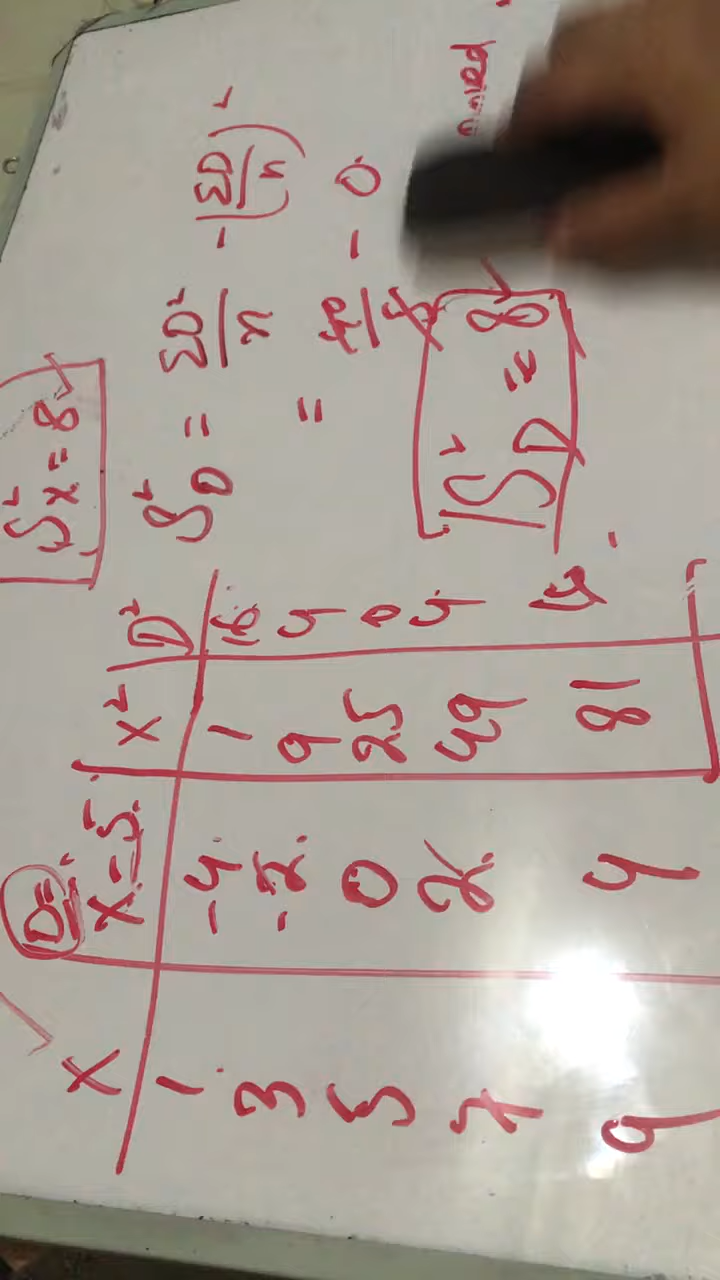 S²x = 8
X | D = X - 5 | X² | D²
1 | -4 | 1 | 16
3 | -2 | 9 | 4
5 | 0 | 25 | 0
7 | 2 | 49 | 4
9 | 4 | 81
S²D = ΣD²/n - (ΣD/n)²
= 40/5 - 0
S²D = 8